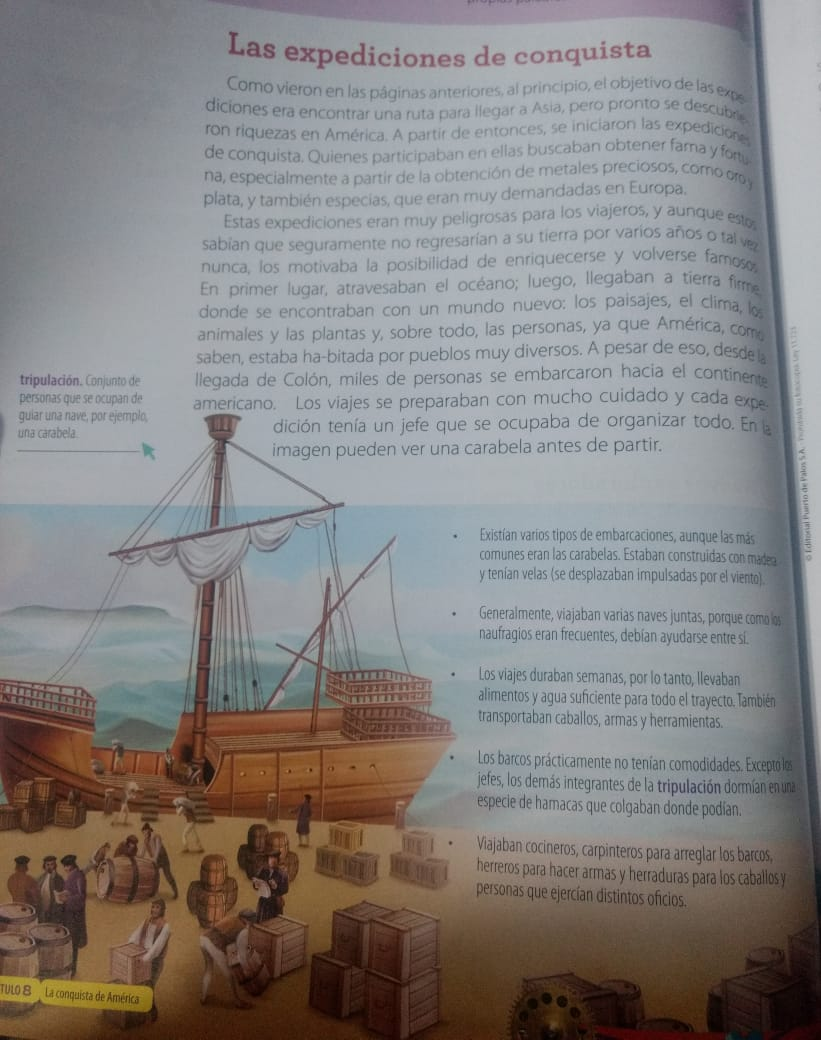 Las expediciones de conquista
Como vieron en las páginas anteriores, al principio, el objetivo de las expe
diciones era encontrar una ruta para llegar a Asia, pero pronto se descubrie
ron riquezas en América. A partir de entonces, se iniciaron las expediciones
de conquista. Quienes participaban en ellas buscaban obtener fama y fortu
na, especialmente a partir de la obtención de metales preciosos, como oro y
plata, y también especias, que eran muy demandadas en Europa.
Estas expediciones eran muy peligrosas para los viajeros, y aunque estos
sabían que seguramente no regresarían a su tierra por varios años o tal vez
nunca, los motivaba la posibilidad de enriquecerse y volverse famosos
En primer lugar, atravesaban el océano; luego, llegaban a tierra firme
donde se encontraban con un mundo nuevo: los paisajes, el clima, los
animales y las plantas y, sobre todo, las personas, ya que América, como
saben, estaba ha-bitada por pueblos muy diversos. A pesar de eso, desde la
llegada de Colón, miles de personas se embarcaron hacia el continente
americano. Los viajes se preparaban con mucho cuidado y cada expe-
dición tenía un jefe que se ocupaba de organizar todo. En la
imagen pueden ver una carabela antes de partir.
tripulación. Conjunto de
personas que se ocupan de
guiar una nave, por ejemplo,
una carabela.
• Existían varios tipos de embarcaciones, aunque las más
comunes eran las carabelas. Estaban construidas con madera
y tenían velas (se desplazaban impulsadas por el viento).
• Generalmente, viajaban varias naves juntas, porque como los
naufragios eran frecuentes, debían ayudarse entre sí.
• Los viajes duraban semanas, por lo tanto, llevaban
alimentos y agua suficiente para todo el trayecto. También
transportaban caballos, armas y herramientas.
• Los barcos prácticamente no tenían comodidades. Excepto los
jefes, los demás integrantes de la tripulación dormían en una
especie de hamacas que colgaban donde podían.
• Viajaban cocineros, carpinteros para arreglar los barcos,
herreros para hacer armas y herraduras para los caballos y
personas que ejercían distintos oficios.
TULO 8 La conquista de América
© Editorial Puerto de Palos S.A. - Prohibida su fotocopia. Ley 11.723